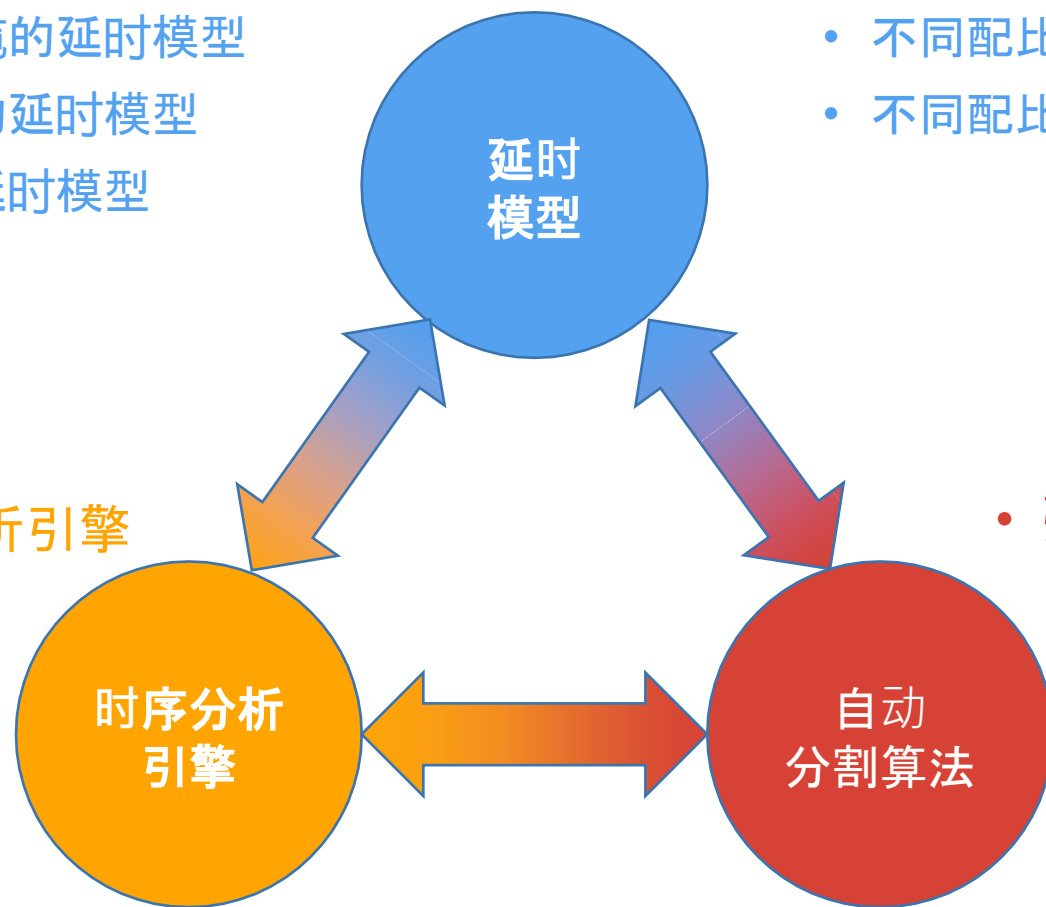 的延时模型
延时模型
延时模型
• 不同配比
• 不同配比
延时
模型
析引擎
时序分析
引擎
自动
分割算法